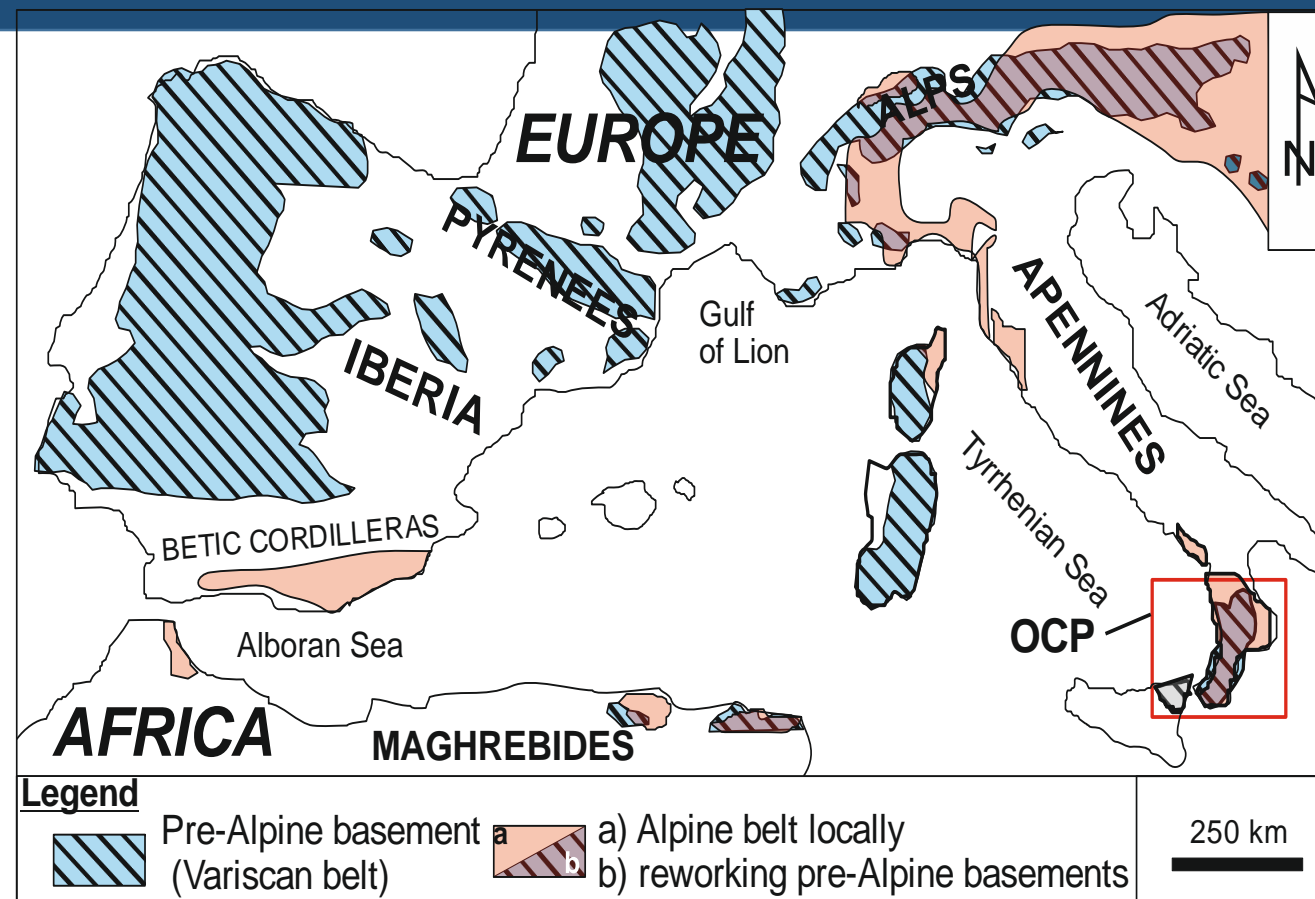 EUROPE
ALPS
N
PYRENEES
IBERIA
Gulf
of Lion
APENNINES
Adriatic Sea
Tyrrhenian Sea
BETIC CORDILLERAS
Alboran Sea
OCP
AFRICA
MAGHREBIDES
Legend
Pre-Alpine basement
(Variscan belt)
a
b
a) Alpine belt locally
b) reworking pre-Alpine basements
250 km